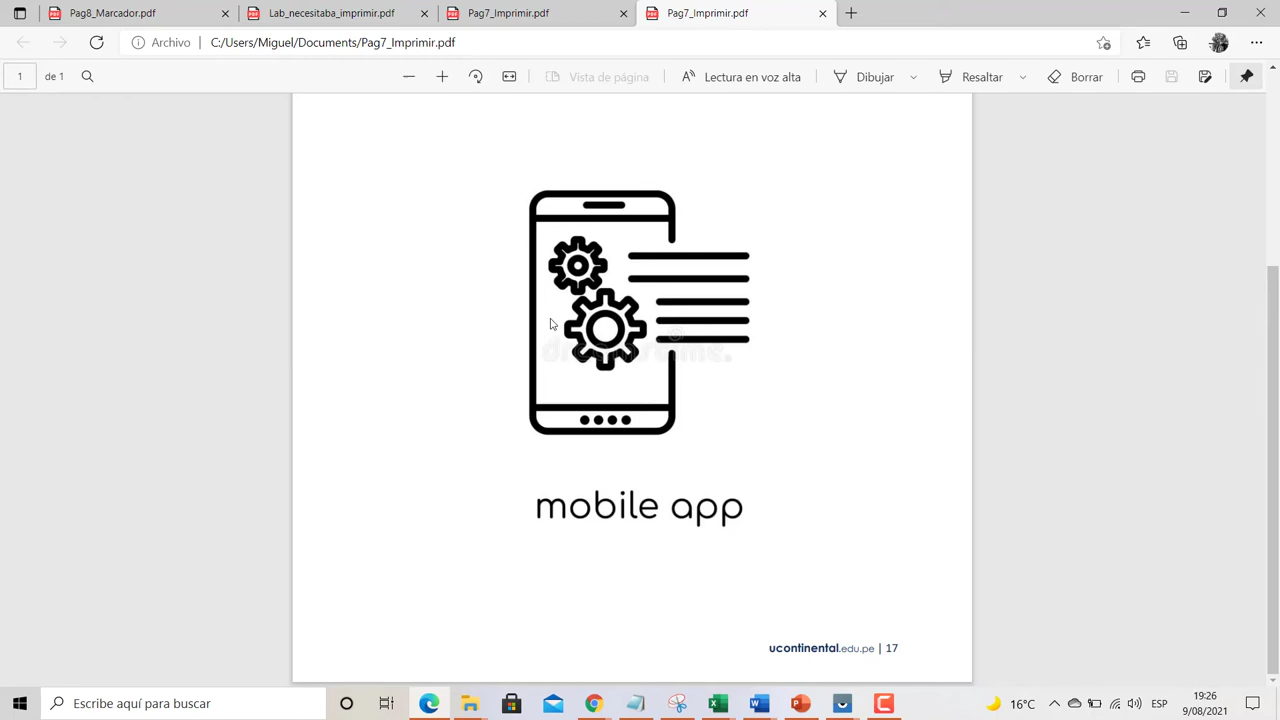 Pag8_Marcador.pdf
Lab_necesitaba_imprimir.pdf
Pag7_Imprimir.pdf
Pag7_Imprimir.pdf
Archivo
C:/Users/Miguel/Documents/Pag7_Imprimir.pdf
1 de 1
Vista de página
Lectura en voz alta
Dibujar
Resaltar
Borrar
dreamstime.
mobile app
ucontinental.edu.pe | 17
Escribe aquí para buscar
16°C
ESP
19:26
9/08/2021